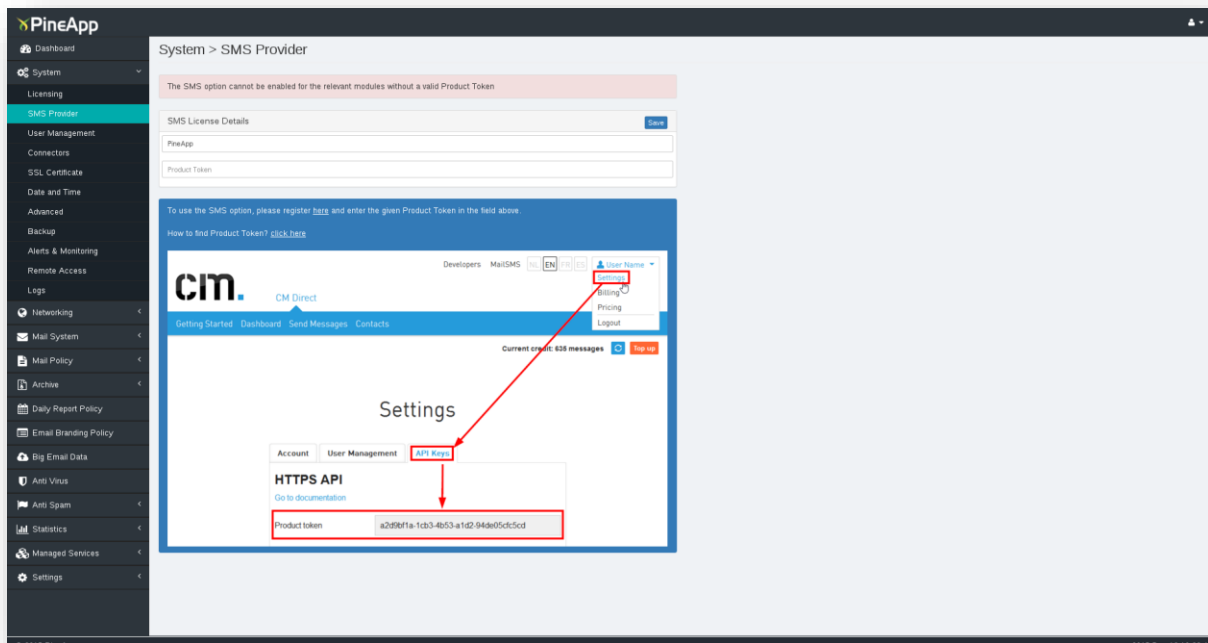 PineApp
Dashboard
System > SMS Provider
System
Licensing
SMS Provider
User Management
Connectors
SSL Certificate
Date and Time
Advanced
Backup
Alerts & Monitoring
Remote Access
Logs
Networking
Mail System
Mail Policy
Archive
Daily Report Policy
Email Branding Policy
Big Email Data
Anti Virus
Anti Spam
Statistics
Managed Services
Settings
The SMS option cannot be enabled for the relevant modules without a valid Product Token
SMS License Details Save
PineApp
Product Token
To use the SMS option, please register here and enter the given Product Token in the field above.
How to find Product Token? click here
Developers MailSMS NL EN FR ES User Name
cm. CM Direct
Settings
Billing
Pricing
Logout
Getting Started Dashboard Send Messages Contacts
Current credit: 635 messages Top up
Settings
Account User Management API Keys
HTTPS API
Go to documentation
Product token a2d9bf1a-1cb3-4b53-a1d2-94de05cfc5cd